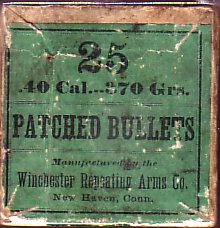 25
.40 Cal.--370 Grs.
PATCHED BULLETS
Manufactured by the
Winchester Repeating Arms Co.
New Haven, Conn.